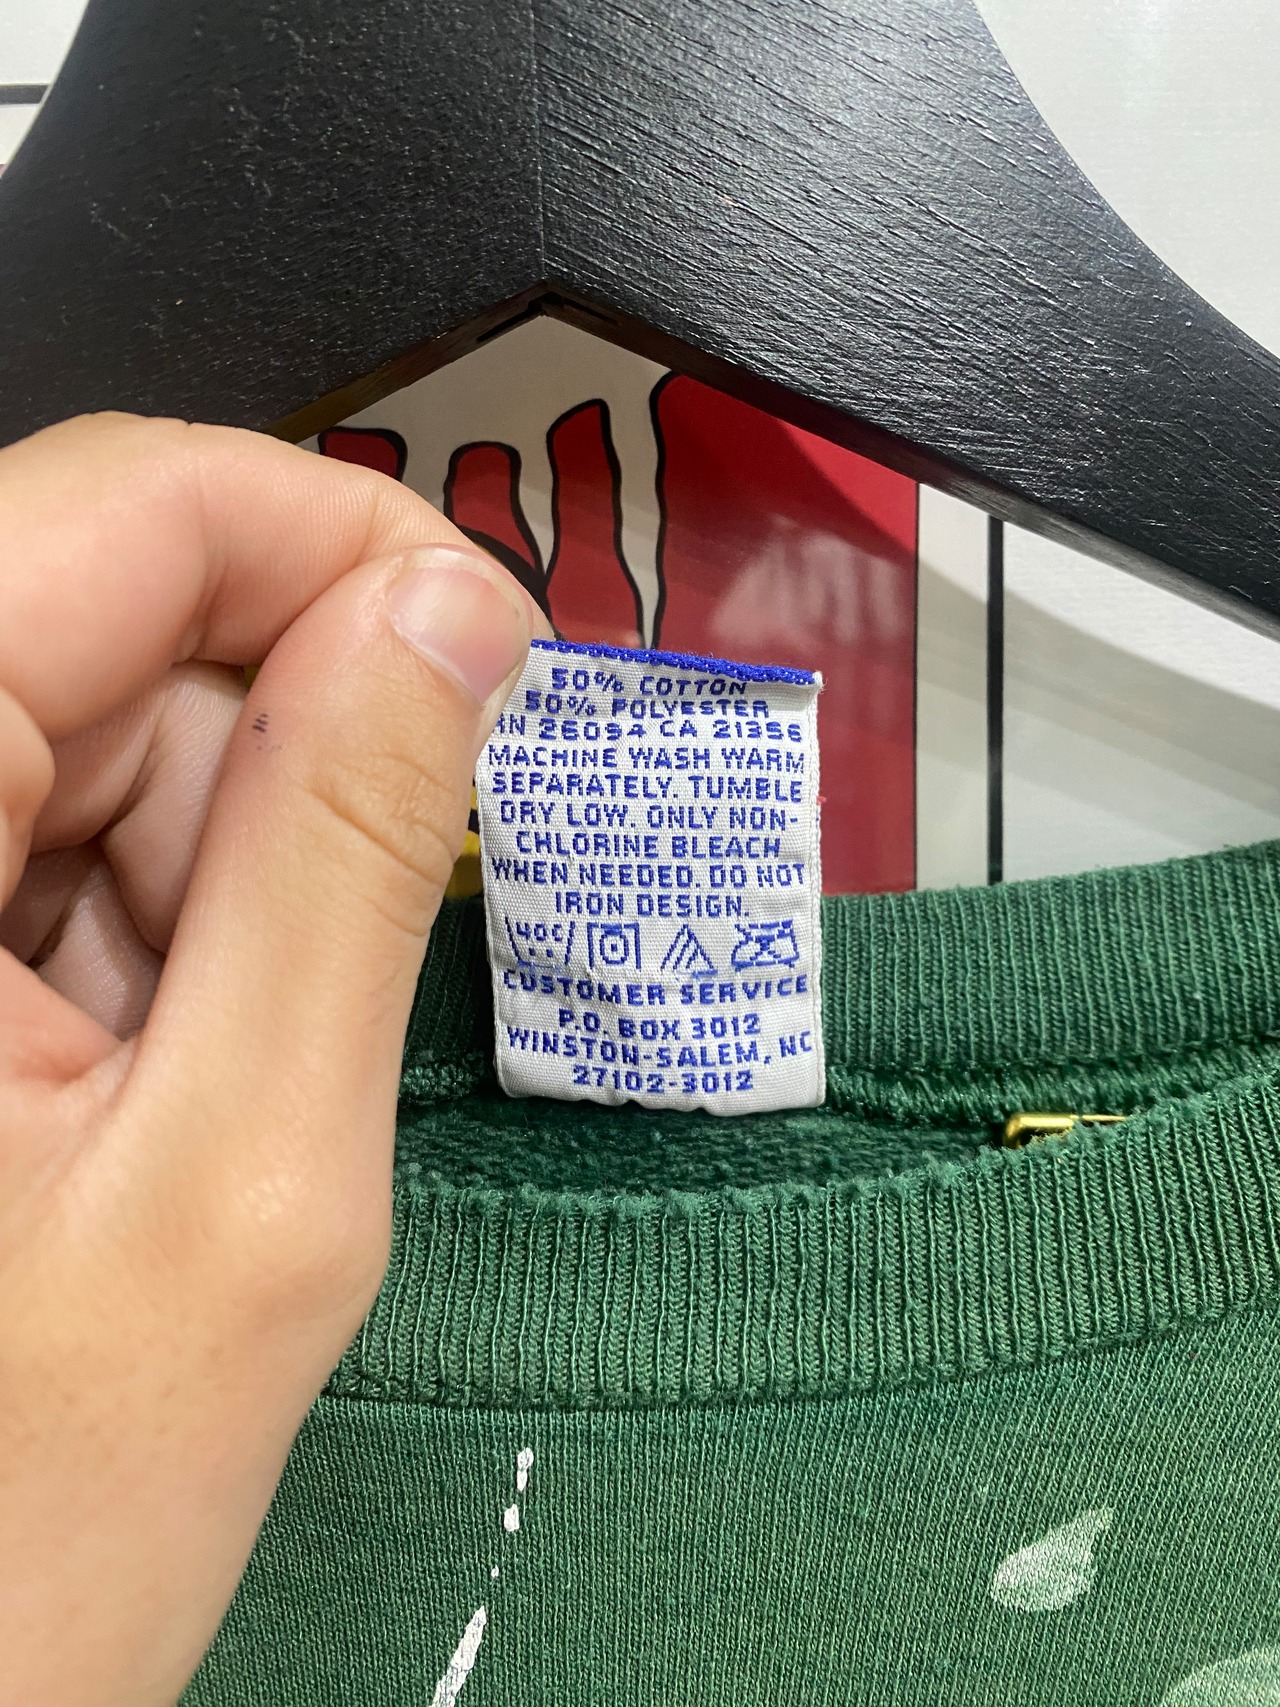 50% COTTON
50% POLYESTER
RN 26094 CA 21356
MACHINE WASH WARM
SEPARATELY. TUMBLE
DRY LOW. ONLY NON-
CHLORINE BLEACH
WHEN NEEDED. DO NOT
IRON DESIGN.
40C
CUSTOMER SERVICE
P.O. BOX 3012
WINSTON-SALEM, NC
27102-3012